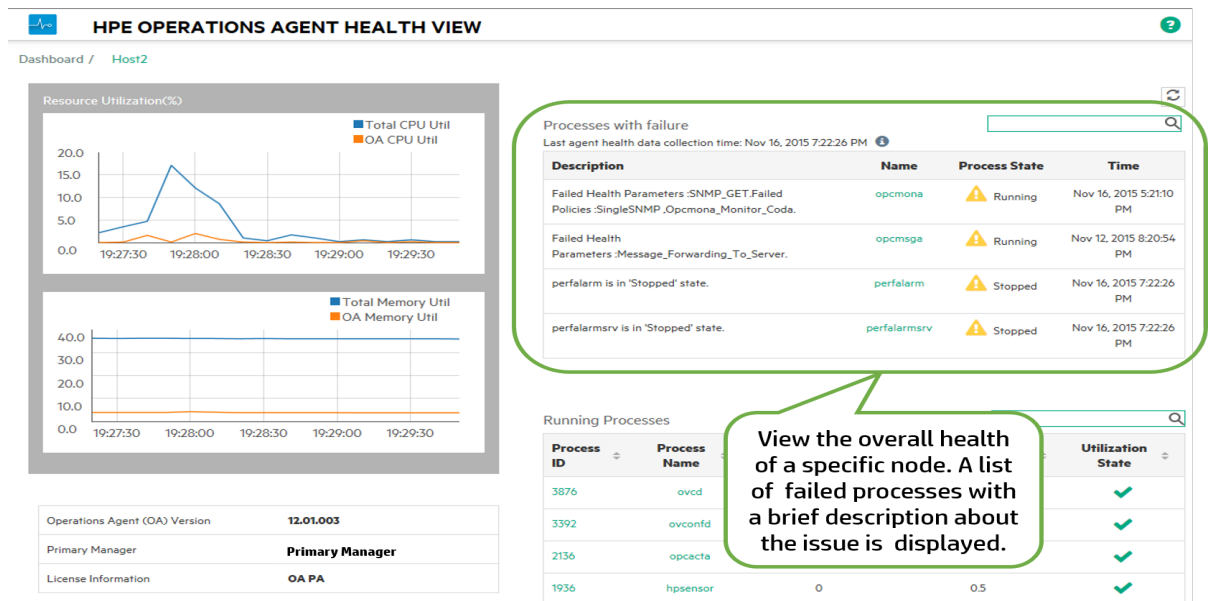 HPE OPERATIONS AGENT HEALTH VIEW
?
Dashboard / Host2
Resource Utilization(%)
Total CPU Util
OA CPU Util
20.0
15.0
10.0
5.0
0.0
19:27:30 19:28:00 19:28:30 19:29:00 19:29:30
Total Memory Util
OA Memory Util
40.0
30.0
20.0
10.0
0.0
19:27:30 19:28:00 19:28:30 19:29:00 19:29:30
Operations Agent (OA) Version 12.01.003
Primary Manager Primary Manager
License Information OA PA
Processes with failure
Last agent health data collection time: Nov 16, 2015 7:22:26 PM
Description Name Process State Time
Failed Health Parameters :SNMP_GET.Failed opcmona Running Nov 16, 2015 5:21:10
Policies :SingleSNMP ,Opcmona_Monitor_Coda. PM
Failed Health opcmsga Running Nov 12, 2015 8:20:54
Parameters :Message_Forwarding_To_Server. PM
perfalarm is in 'Stopped' state. perfalarm Stopped Nov 16, 2015 7:22:26
PM
perfalarmsrv is in 'Stopped' state. perfalarmsrv Stopped Nov 16, 2015 7:22:26
PM
Running Processes
Process Process Utilization
ID Name State
3876 ovcd
3392 ovconfd
2136 opcacta
1936 hpsensor 0 0.5
View the overall health
of a specific node. A list
of failed processes with
a brief description about
the issue is displayed.